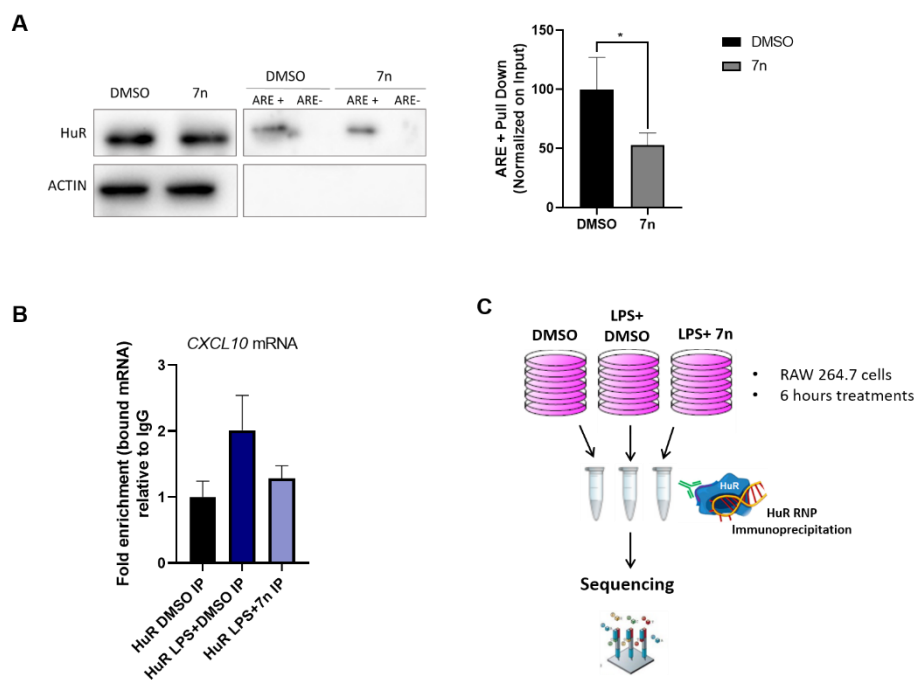 A
DMSO 7n
DMSO 7n
ARE + ARE- ARE + ARE-
HuR
ACTIN
ARE + Pull Down
(Normalized on Input)
150
100
50
0
*
DMSO 7n
DMSO
7n
B
CXCL10 mRNA
Fold enrichment (bound mRNA)
relative to IgG
3
2
1
0
HuR DMSO IP
HuR LPS+DMSO IP
HuR LPS+7n IP
C
DMSO
LPS+
DMSO
LPS+ 7n
• RAW 264.7 cells
• 6 hours treatments
HuR
HuR RNP
Immunoprecipitation
Sequencing